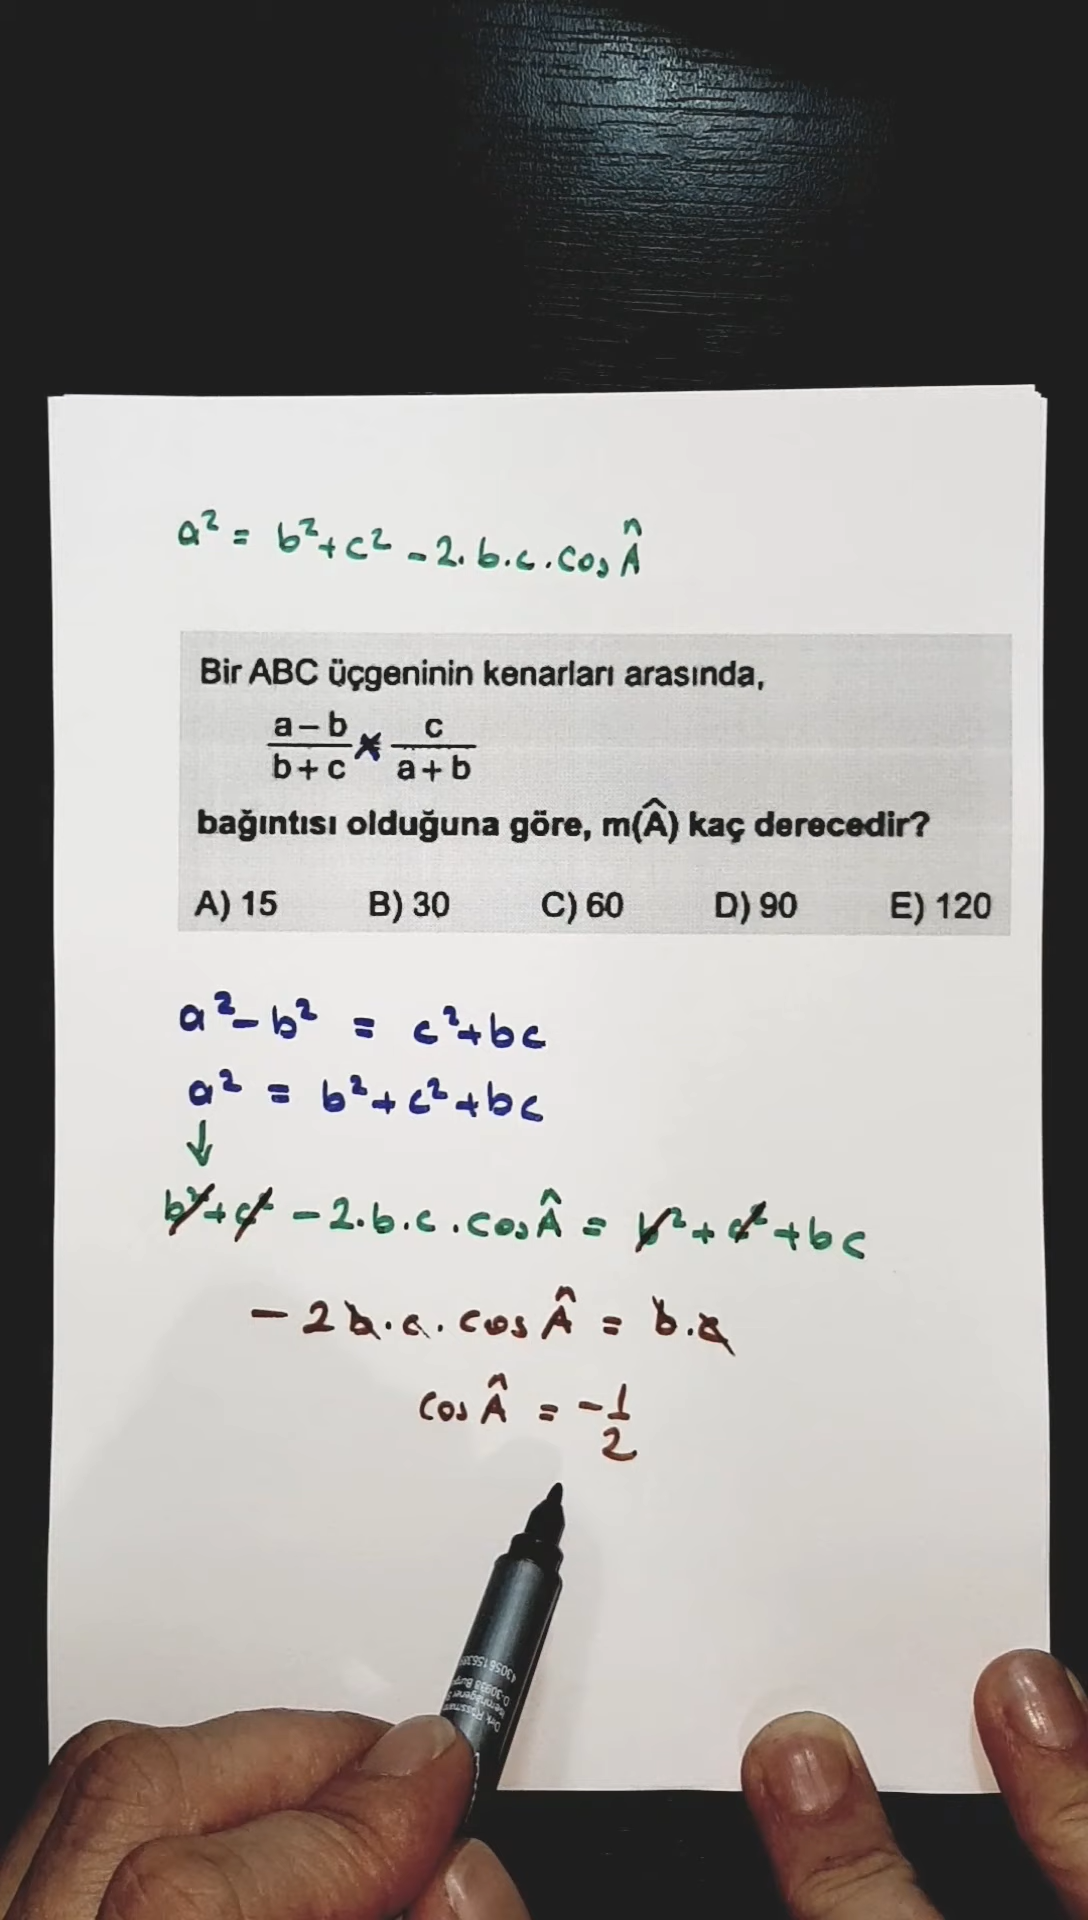 a² = b²+c² - 2.b.c.cos Â
Bir ABC üçgeninin kenarları arasında,
a – b / b + c = c / a + b
bağıntısı olduğuna göre, m(Â) kaç derecedir?
A) 15 B) 30 C) 60 D) 90 E) 120
a² - b² = c² + bc
a² = b² + c² + bc
↓
b² + c² - 2.b.c.cos Â = b² + c² + bc
- 2b.c.cos Â = b.c
cos Â = -1/2